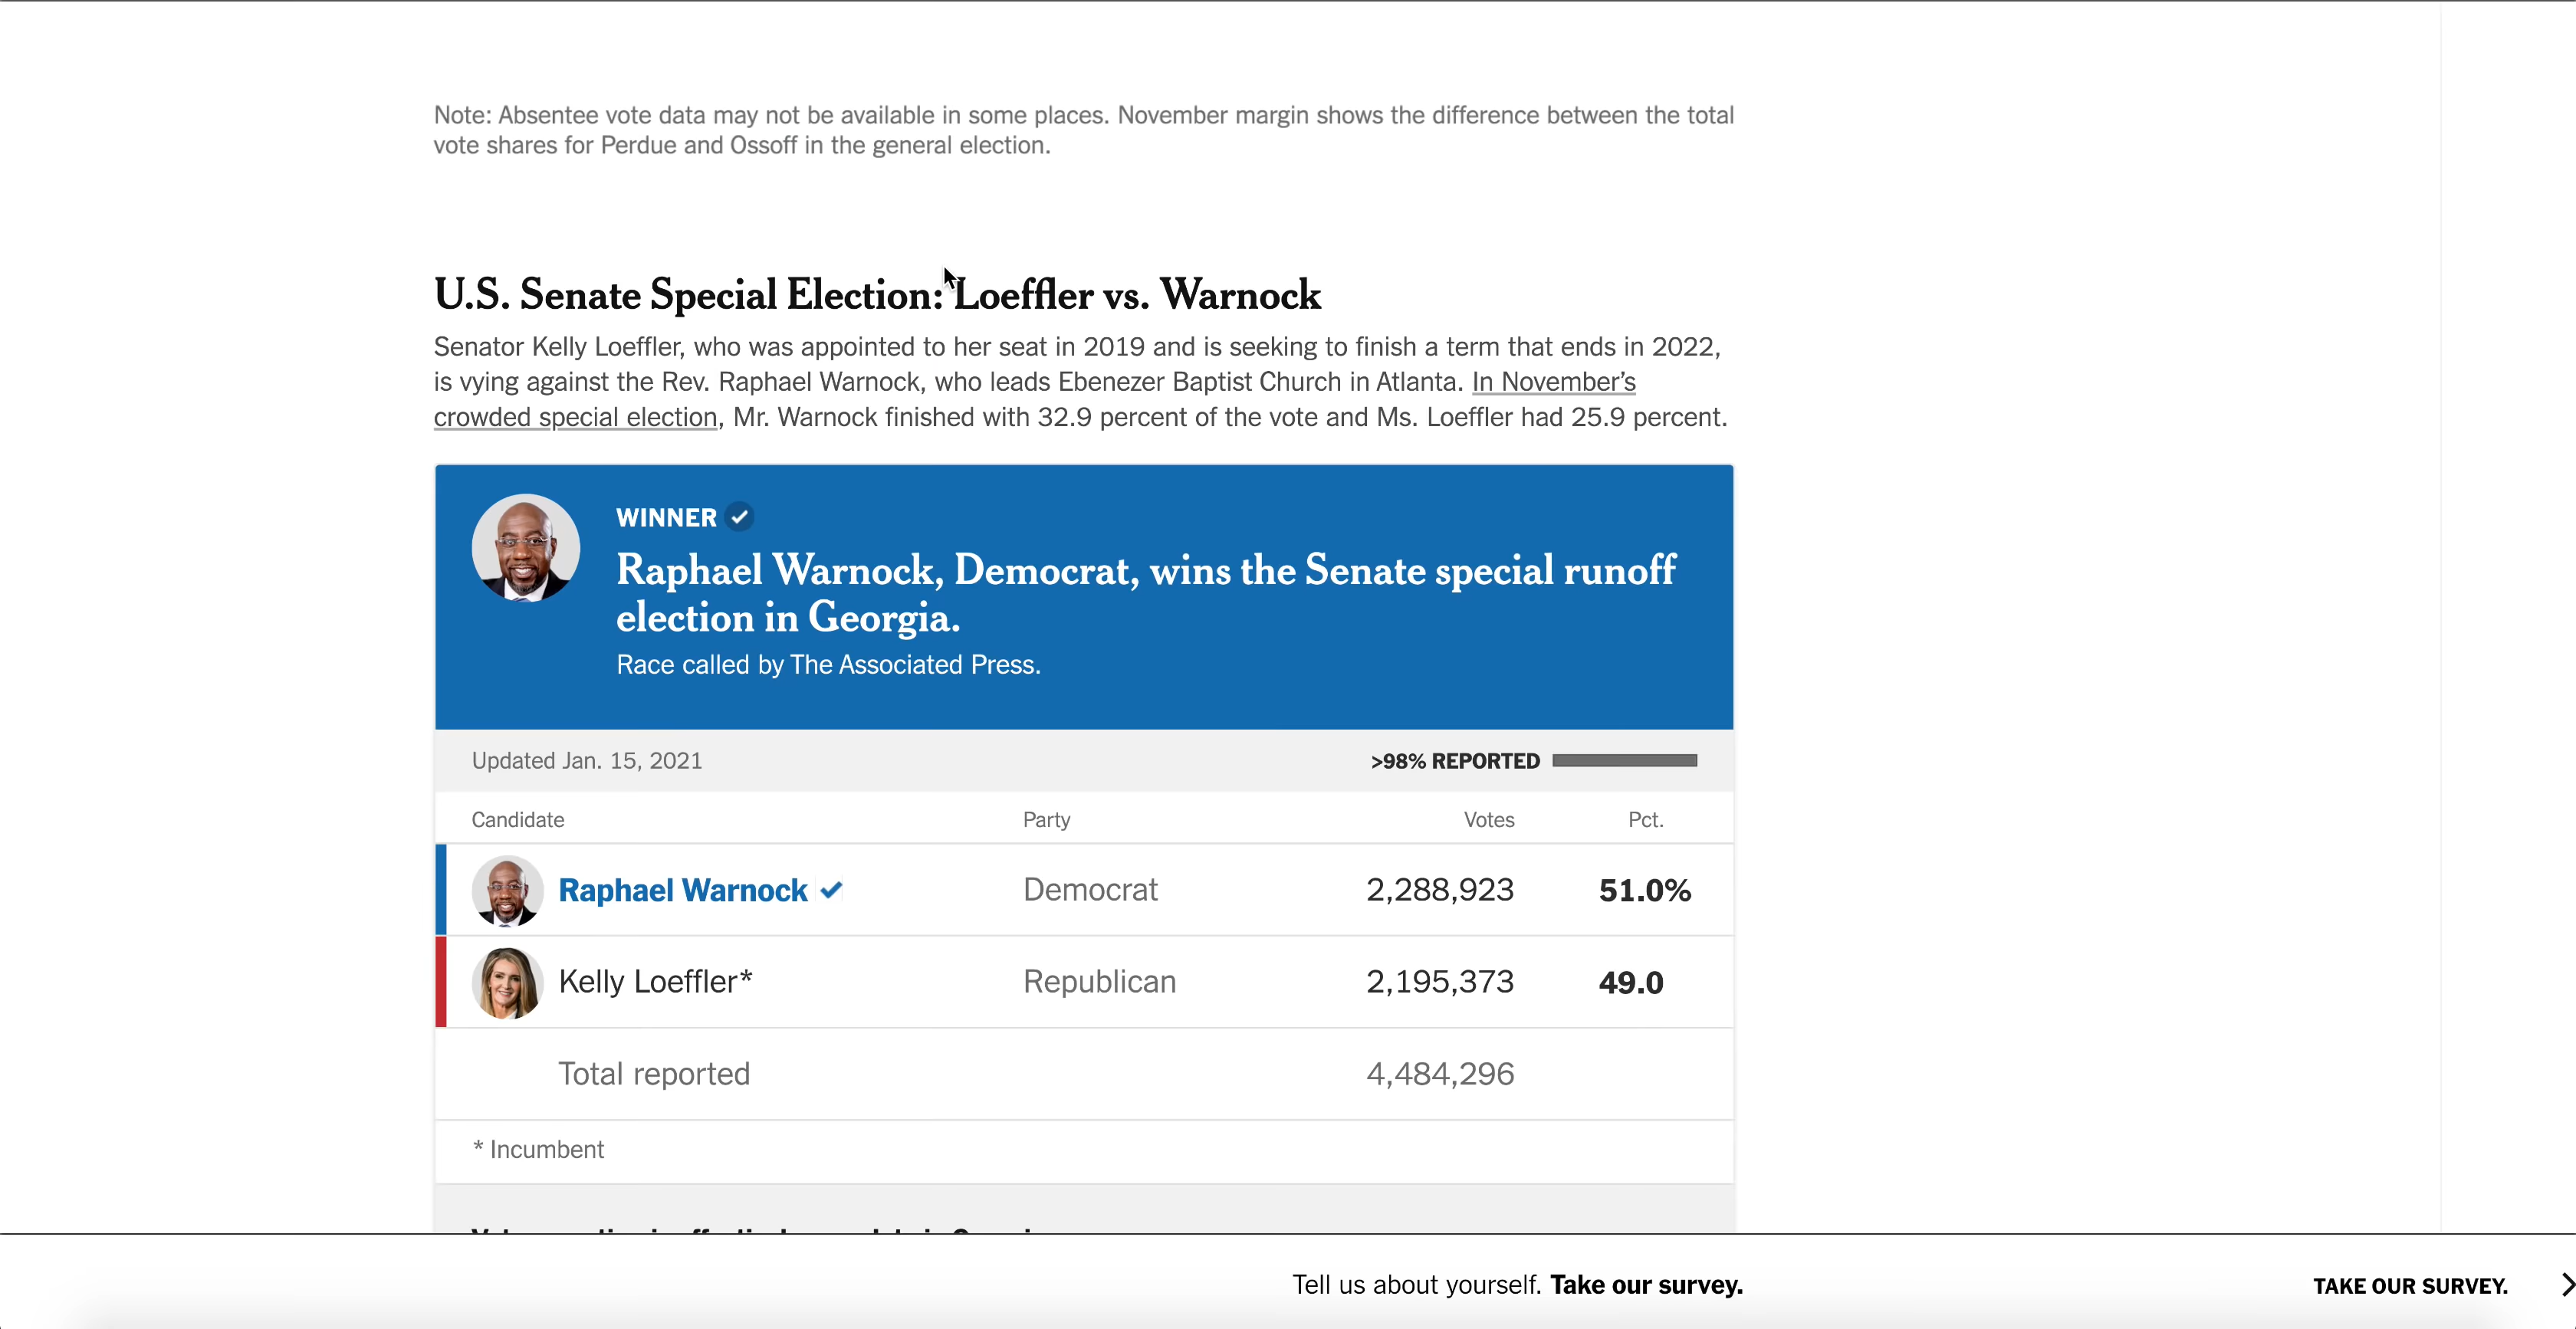 Note: Absentee vote data may not be available in some places. November margin shows the difference between the total
vote shares for Perdue and Ossoff in the general election.
U.S. Senate Special Election: Loeffler vs. Warnock
Senator Kelly Loeffler, who was appointed to her seat in 2019 and is seeking to finish a term that ends in 2022,
is vying against the Rev. Raphael Warnock, who leads Ebenezer Baptist Church in Atlanta. In November’s
crowded special election, Mr. Warnock finished with 32.9 percent of the vote and Ms. Loeffler had 25.9 percent.
WINNER
Raphael Warnock, Democrat, wins the Senate special runoff
election in Georgia.
Race called by The Associated Press.
Updated Jan. 15, 2021 >98% REPORTED
Candidate Party Votes Pct.
Raphael Warnock Democrat 2,288,923 51.0%
Kelly Loeffler* Republican 2,195,373 49.0
Total reported 4,484,296
* Incumbent
Tell us about yourself. Take our survey. TAKE OUR SURVEY.